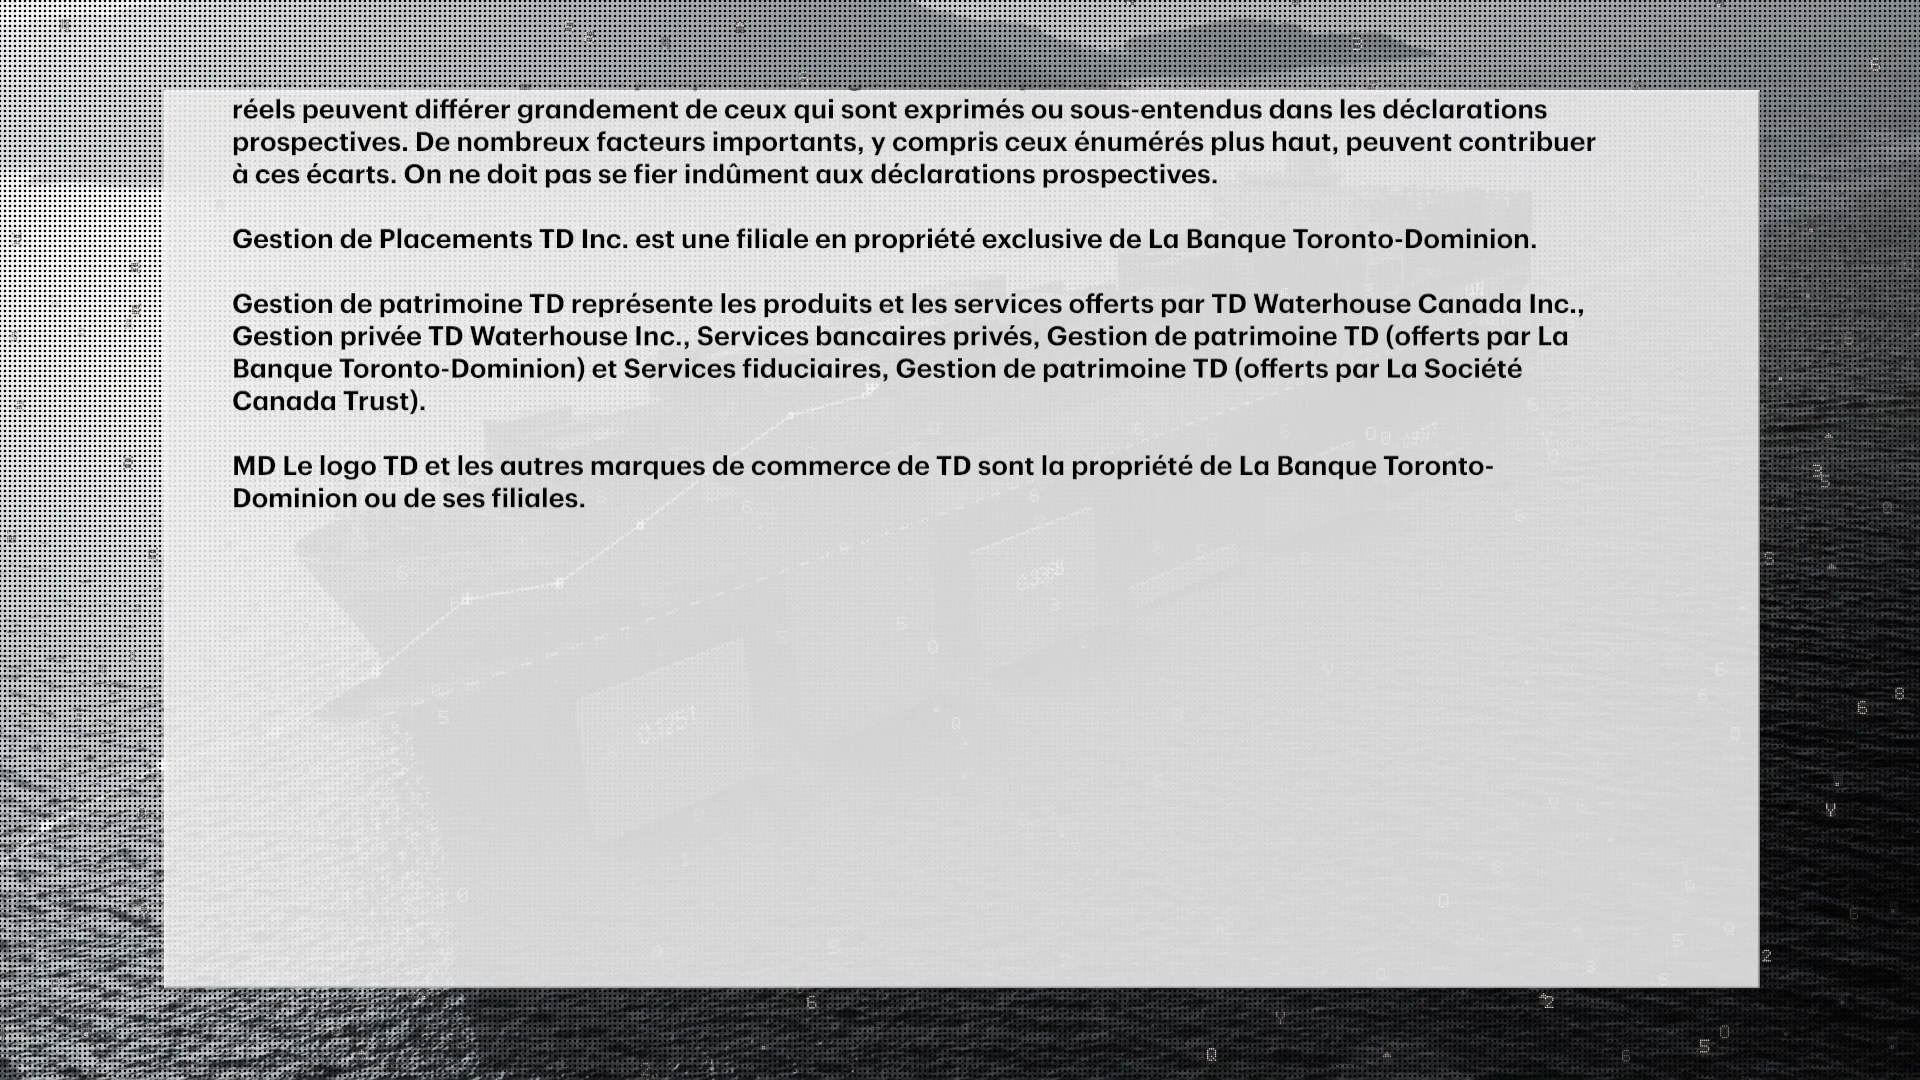 réels peuvent différer grandement de ceux qui sont exprimés ou sous-entendus dans les déclarations
prospectives. De nombreux facteurs importants, y compris ceux énumérés plus haut, peuvent contribuer
à ces écarts. On ne doit pas se fier indûment aux déclarations prospectives.
Gestion de Placements TD Inc. est une filiale en propriété exclusive de La Banque Toronto-Dominion.
Gestion de patrimoine TD représente les produits et les services offerts par TD Waterhouse Canada Inc.,
Gestion privée TD Waterhouse Inc., Services bancaires privés, Gestion de patrimoine TD (offerts par La
Banque Toronto-Dominion) et Services fiduciaires, Gestion de patrimoine TD (offerts par La Société
Canada Trust).
MD Le logo TD et les autres marques de commerce de TD sont la propriété de La Banque Toronto-
Dominion ou de ses filiales.
0.3368
0.1251